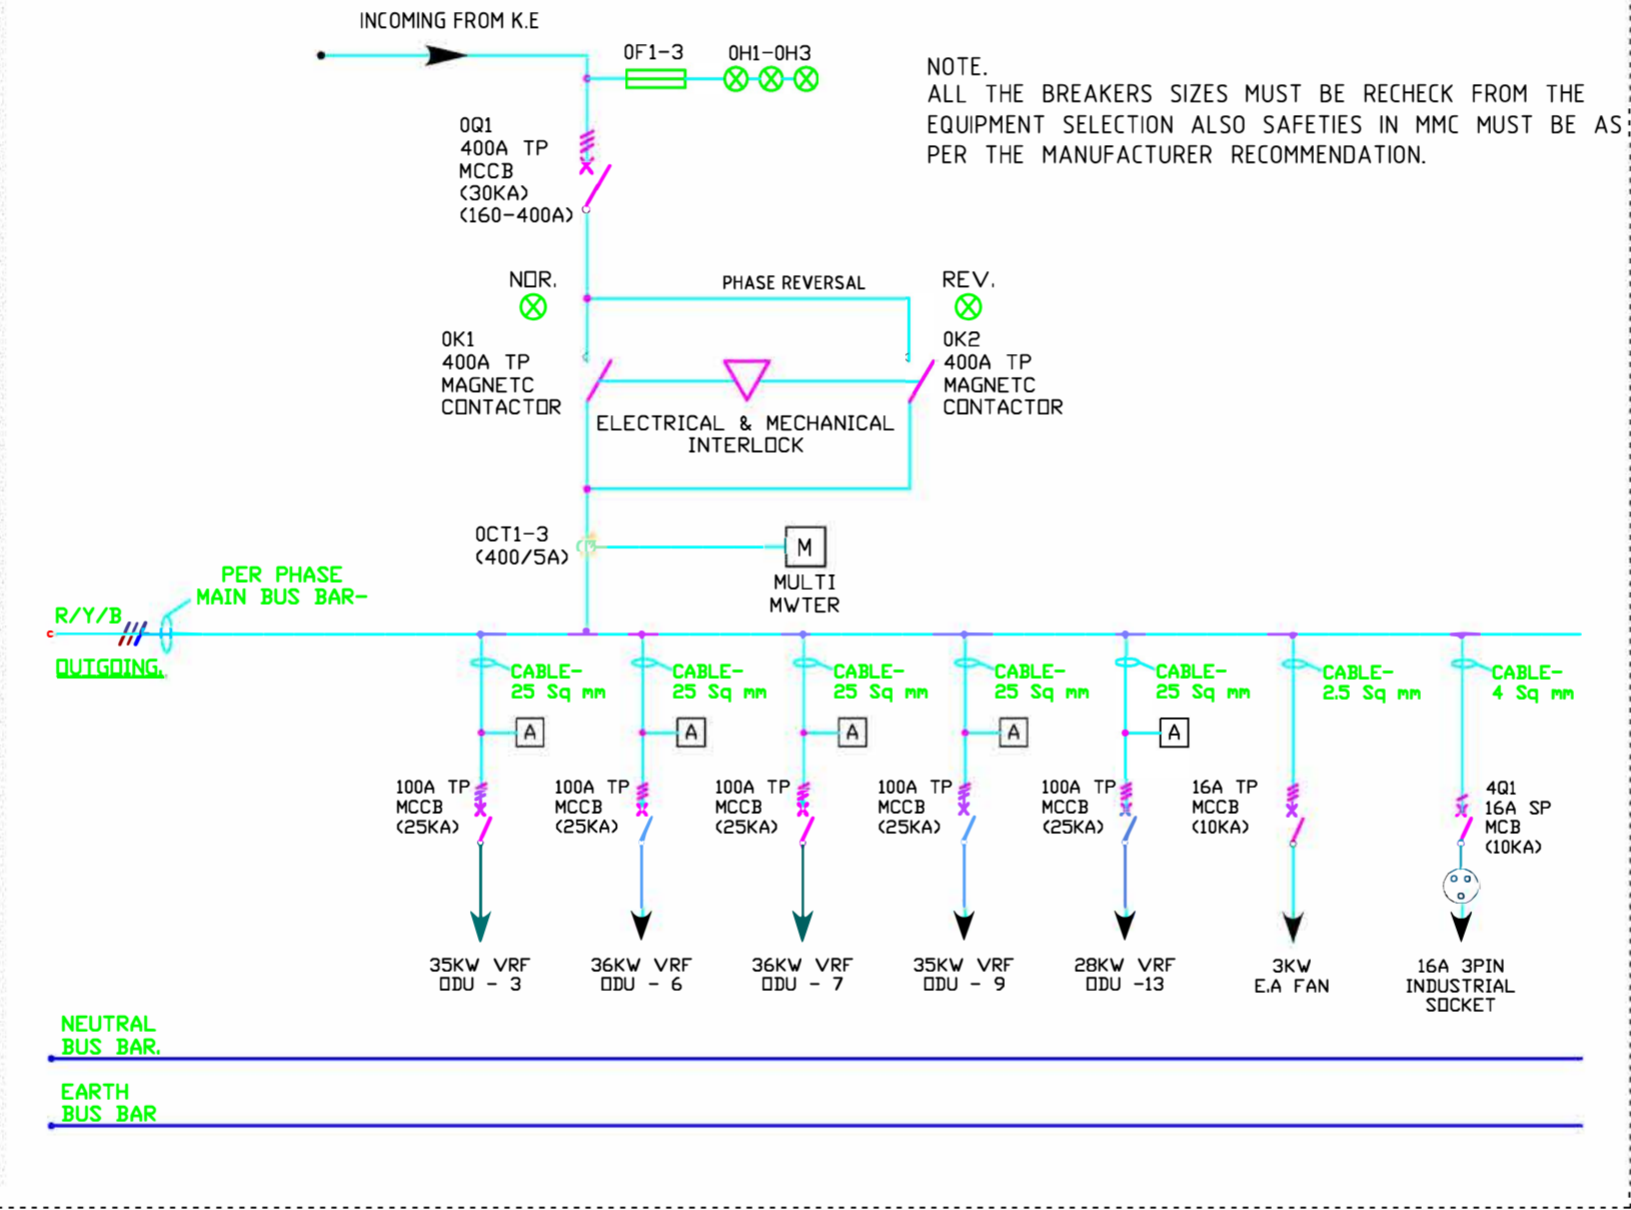 INCOMING FROM K.E
0F1-3
0H1-0H3
NOTE.
ALL THE BREAKERS SIZES MUST BE RECHECK FROM THE
EQUIPMENT SELECTION ALSO SAFETIES IN MMC MUST BE AS
PER THE MANUFACTURER RECOMMENDATION.
0Q1
400A TP
MCCB
(30KA)
(160-400A)
NOR.
PHASE REVERSAL
REV.
0K1
400A TP
MAGNETC
CONTACTOR
0K2
400A TP
MAGNETC
CONTACTOR
ELECTRICAL & MECHANICAL
INTERLOCK
0CT1-3
(400/5A)
M
MULTI
MWTER
PER PHASE
MAIN BUS BAR-
R/Y/B
c
OUTGOING.
CABLE-
25 Sq mm
CABLE-
25 Sq mm
CABLE-
25 Sq mm
CABLE-
25 Sq mm
CABLE-
25 Sq mm
CABLE-
2.5 Sq mm
CABLE-
4 Sq mm
A
A
A
A
A
100A TP
MCCB
(25KA)
100A TP
MCCB
(25KA)
100A TP
MCCB
(25KA)
100A TP
MCCB
(25KA)
100A TP
MCCB
(25KA)
16A TP
MCCB
(10KA)
4Q1
16A SP
MCB
(10KA)
35KW VRF
ODU - 3
36KW VRF
ODU - 6
36KW VRF
ODU - 7
35KW VRF
ODU - 9
28KW VRF
ODU -13
3KW
E.A FAN
16A 3PIN
INDUSTRIAL
SOCKET
NEUTRAL
BUS BAR.
EARTH
BUS BAR